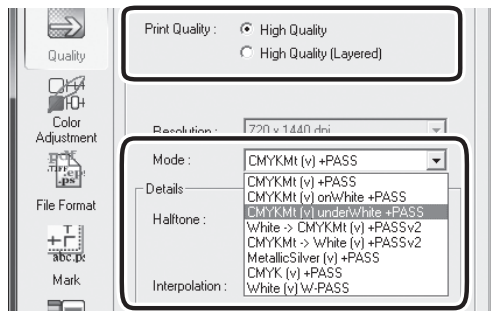 Print Quality :
High Quality
High Quality (Layered)
Quality
Color
Adjustment
File Format
abc.ps
Mark
Resolution :
720 x 1440 dpi
Mode :
CMYKMt (v) +PASS
Details
Halftone :
Interpolation :
CMYKMt (v) +PASS
CMYKMt (v) onWhite +PASS
CMYKMt (v) underWhite +PASS
White -> CMYKMt (v) +PASSv2
CMYKMt -> White (v) +PASSv2
MetallicSilver (v) +PASS
CMYK (v) +PASS
White (v) W-PASS